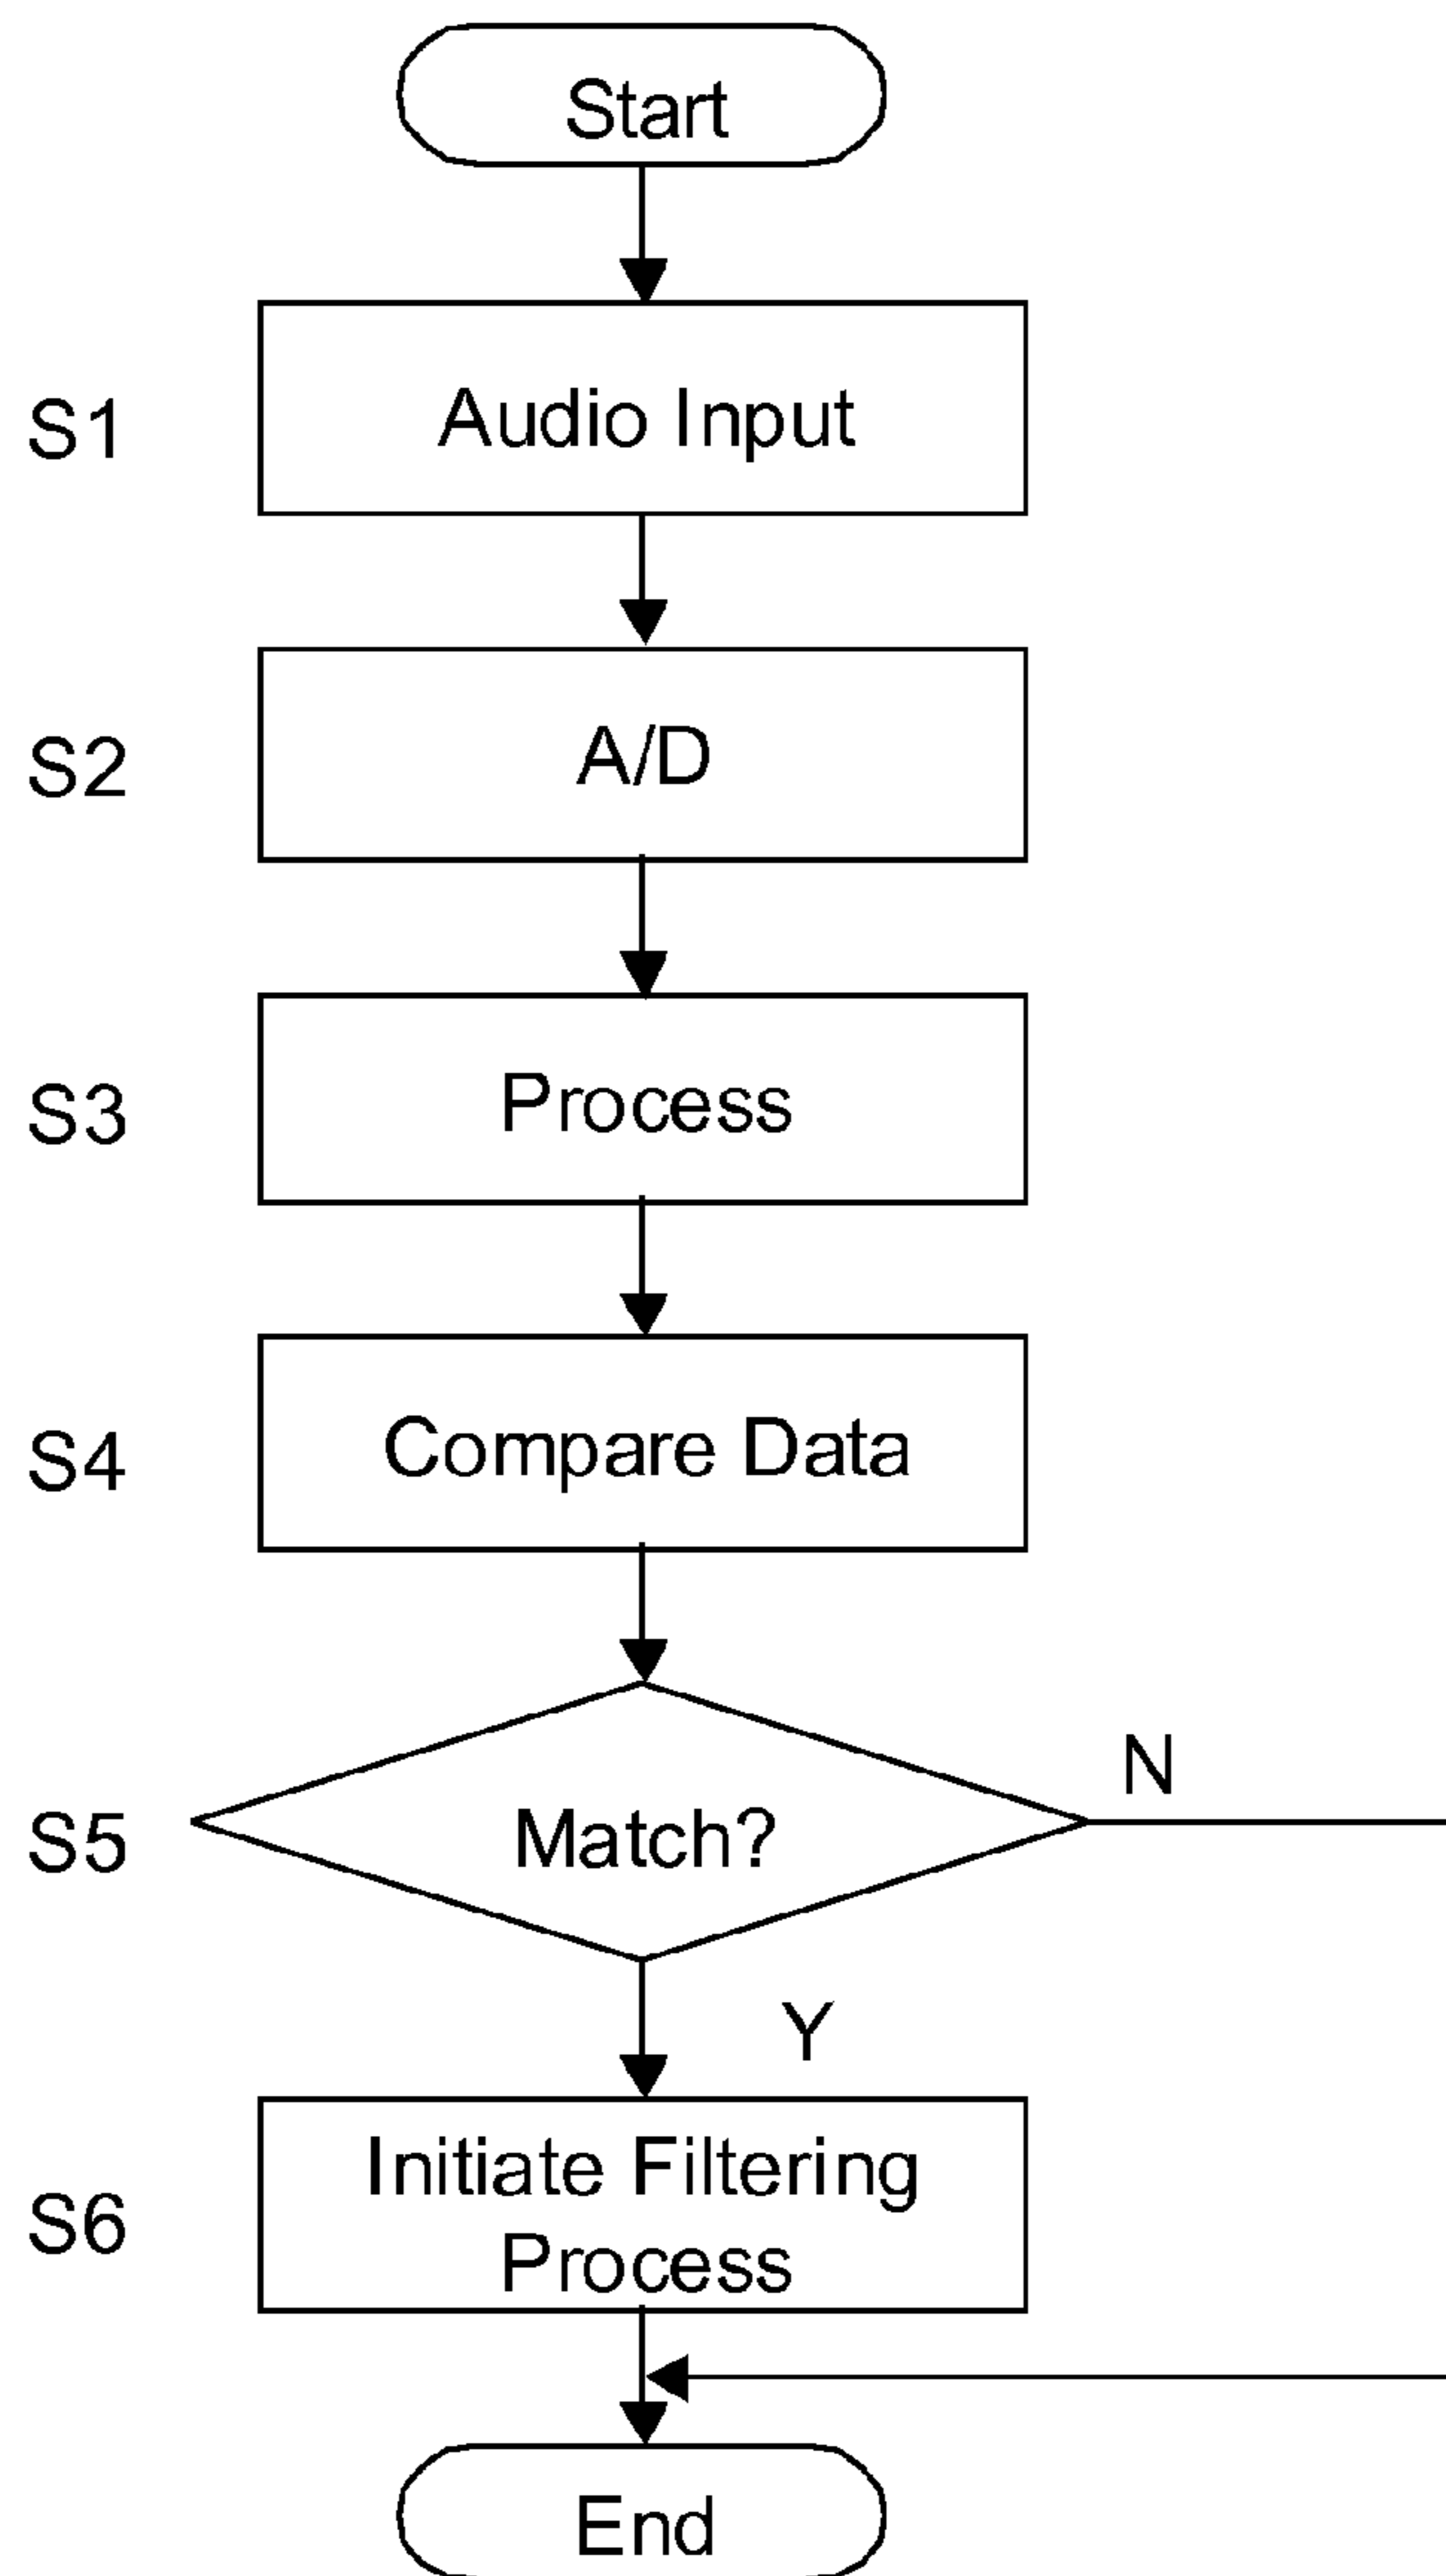 Start
S1
Audio Input
S2
A/D
S3
Process
S4
Compare Data
S5
Match?
N
Y
S6
Initiate Filtering
Process
End